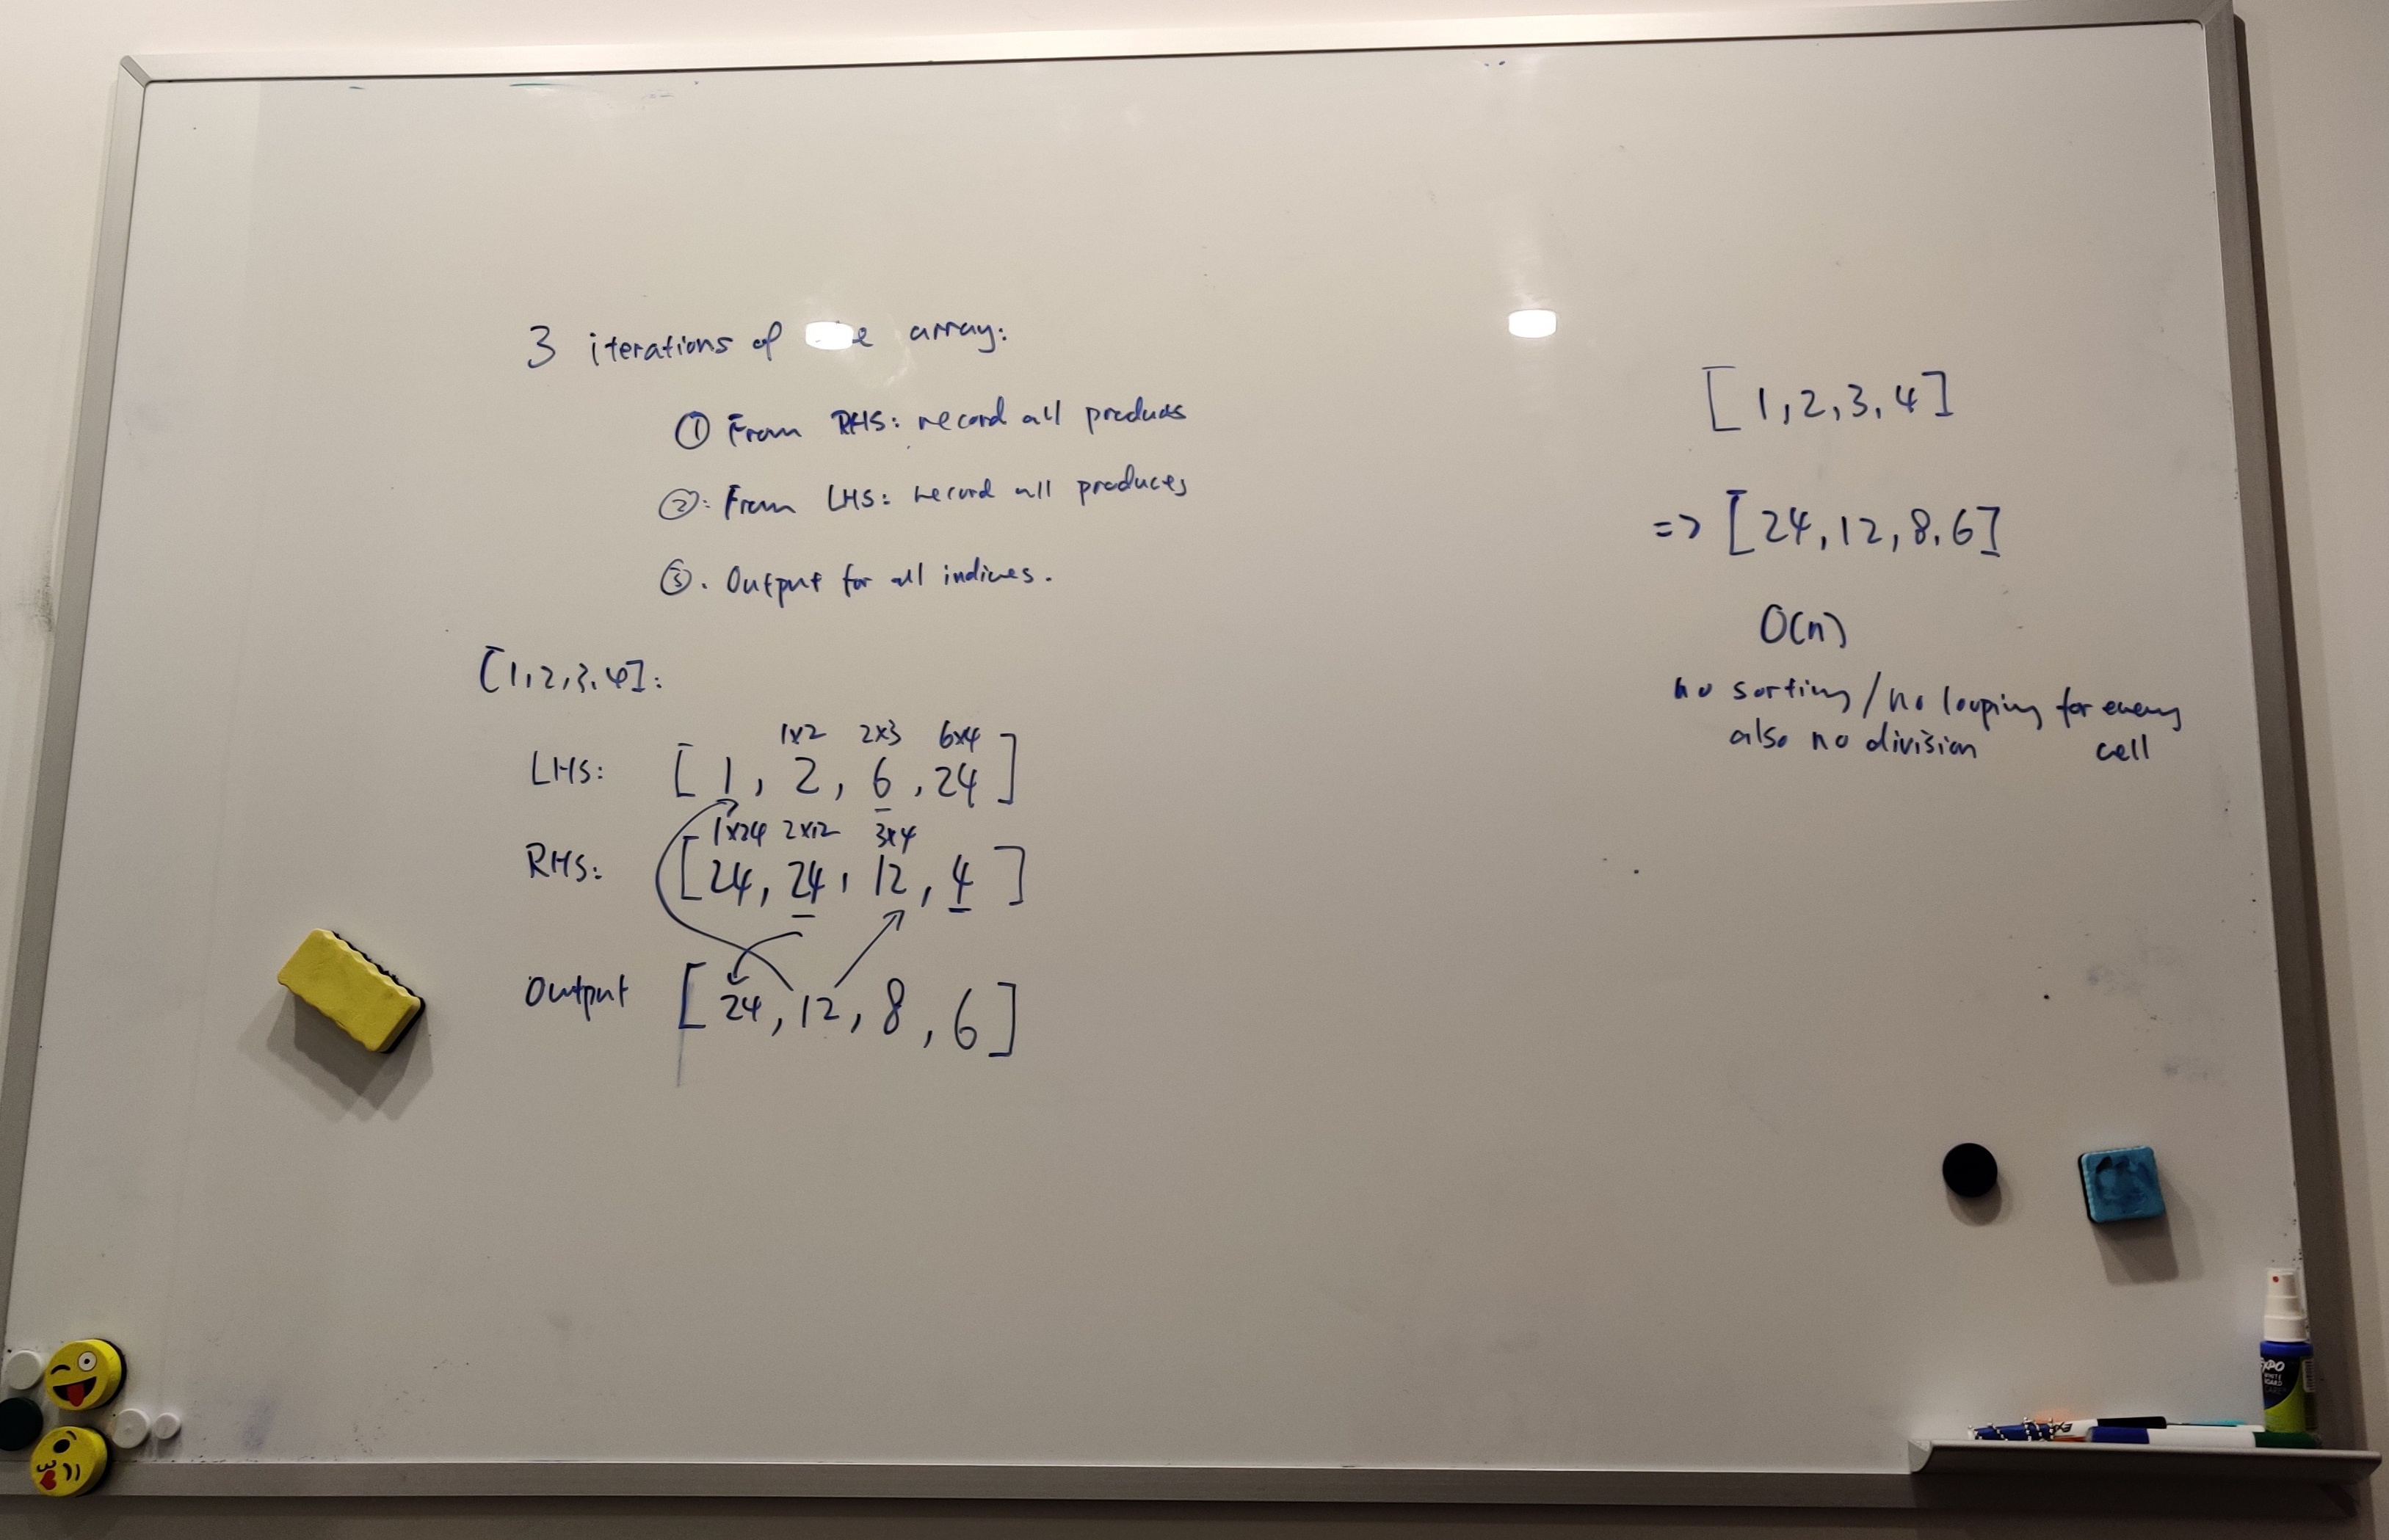 3 iterations of array:
① From RHS: record all products
②: From LHS: record all products
③. Output for all indices.
[1,2,3,4]:
1x2 2x3 6x4
LHS: [ 1, 2, 6, 24 ]
1x24 2x12 3x4
RHS: [ 24, 24, 12, 4 ]
Output [ 24, 12, 8, 6 ]
[ 1, 2, 3, 4 ]
=> [ 24, 12, 8, 6 ]
O(n)
no sorting / no looping for every
also no division cell
EXPO